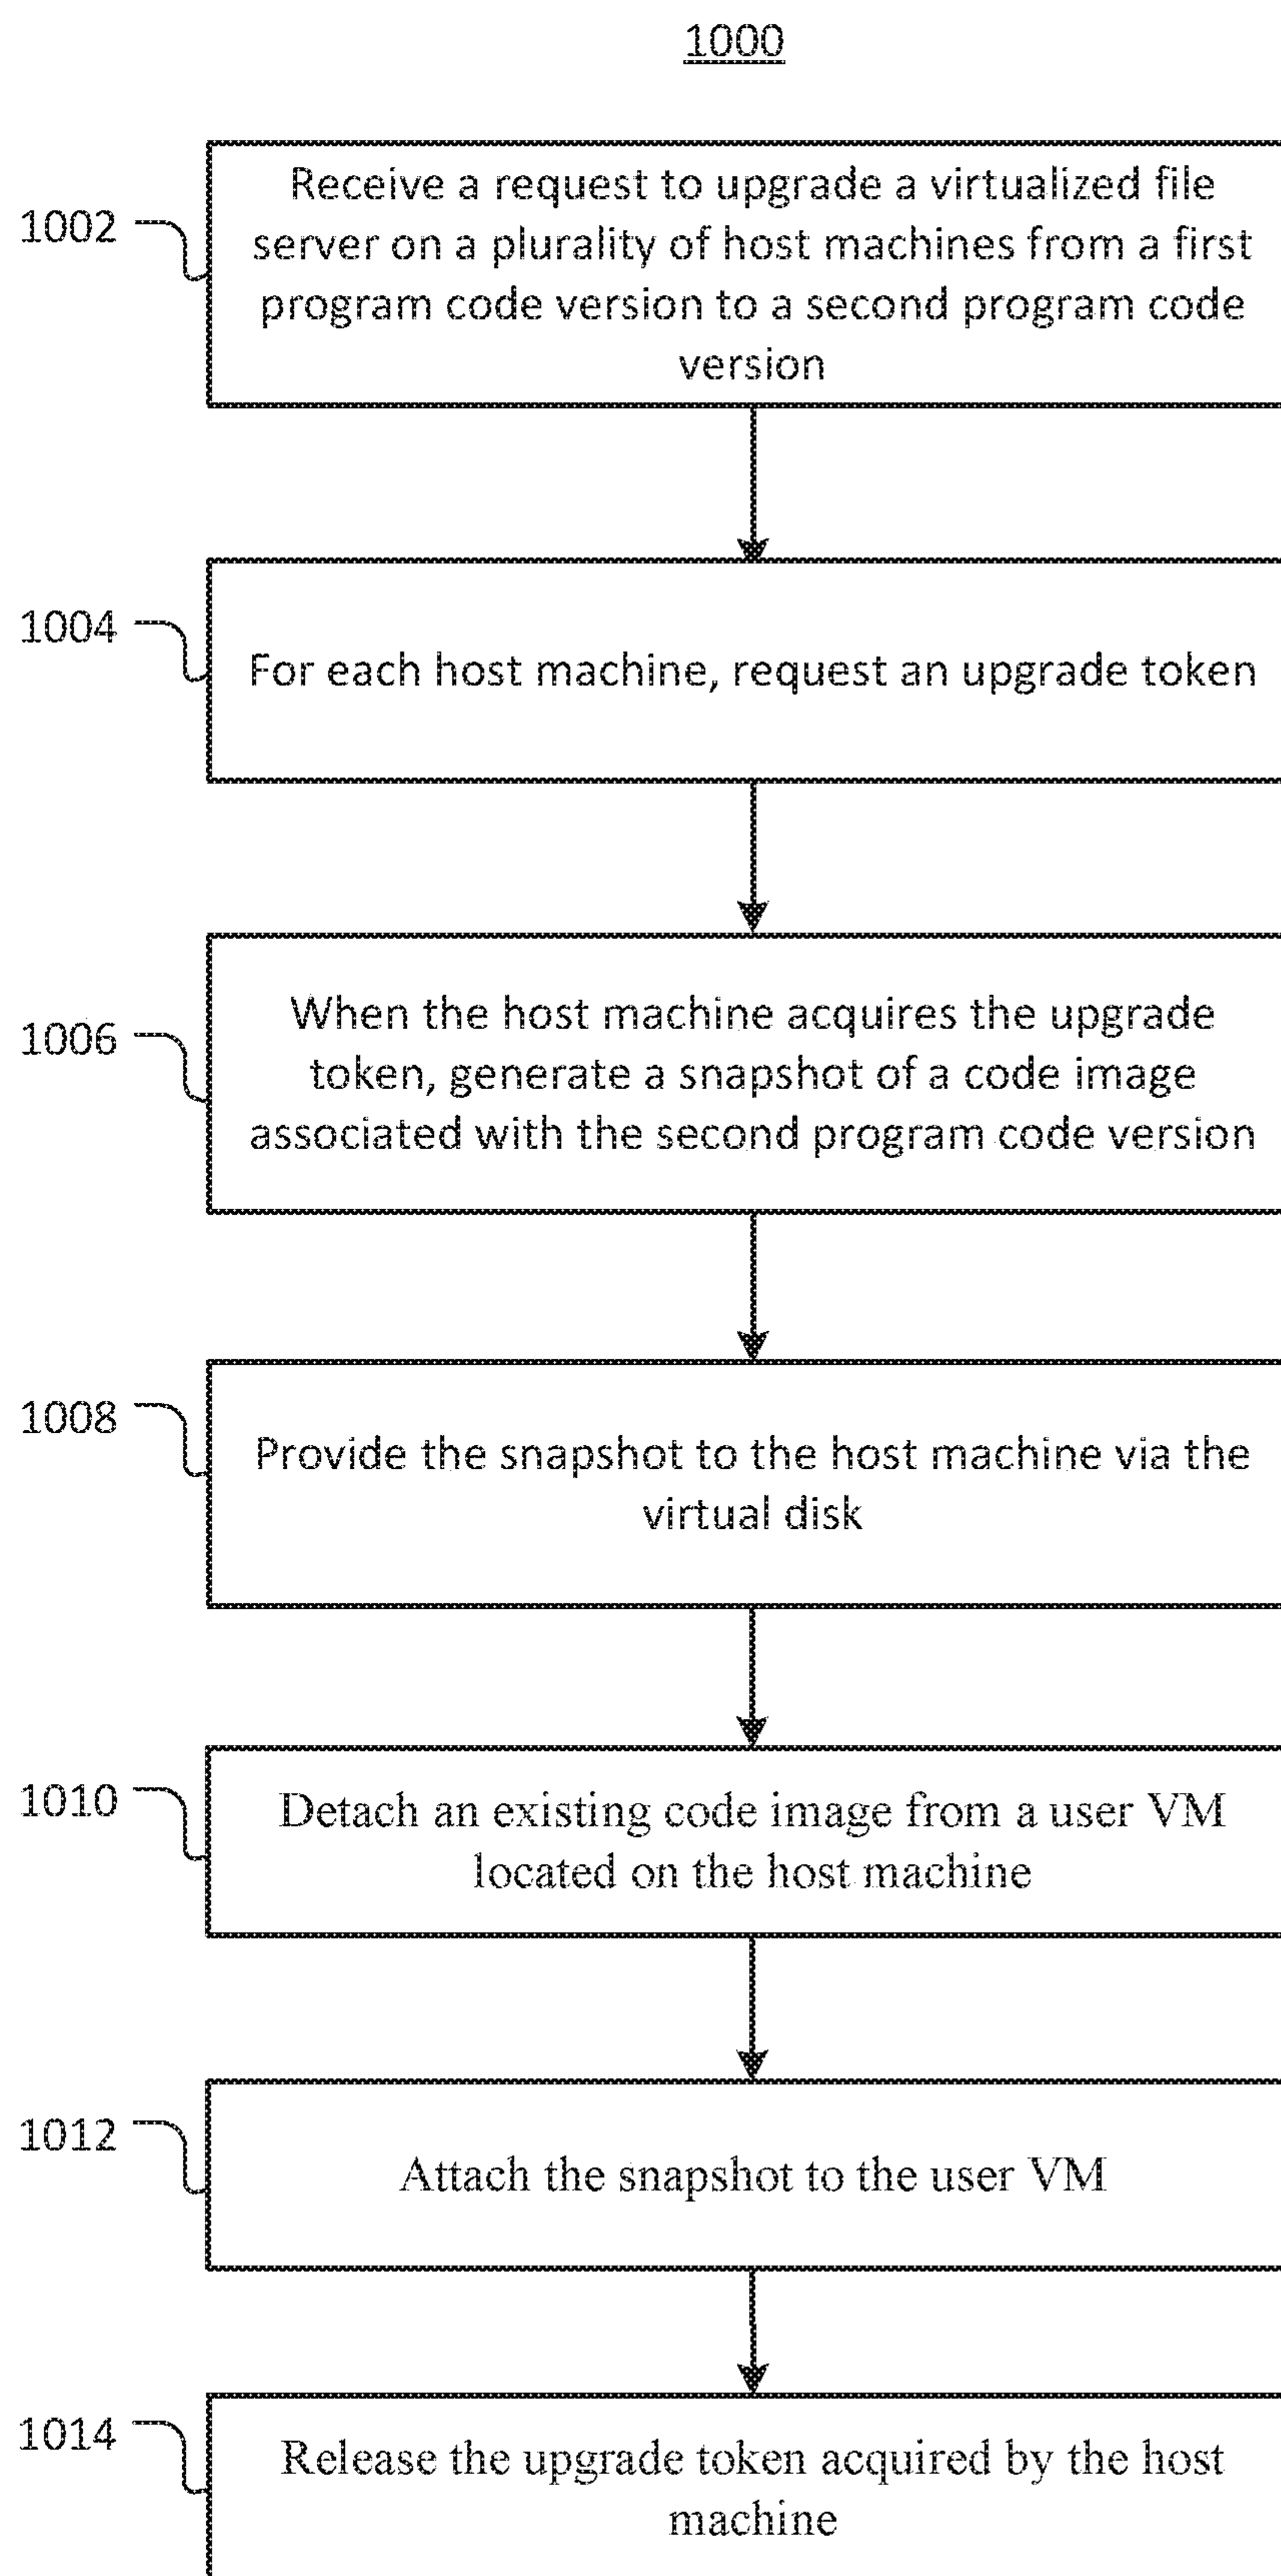 1000
1002
Receive a request to upgrade a virtualized file
server on a plurality of host machines from a first
program code version to a second program code
version
1004
For each host machine, request an upgrade token
1006
When the host machine acquires the upgrade
token, generate a snapshot of a code image
associated with the second program code version
1008
Provide the snapshot to the host machine via the
virtual disk
1010
Detach an existing code image from a user VM
located on the host machine
1012
Attach the snapshot to the user VM
1014
Release the upgrade token acquired by the host
machine